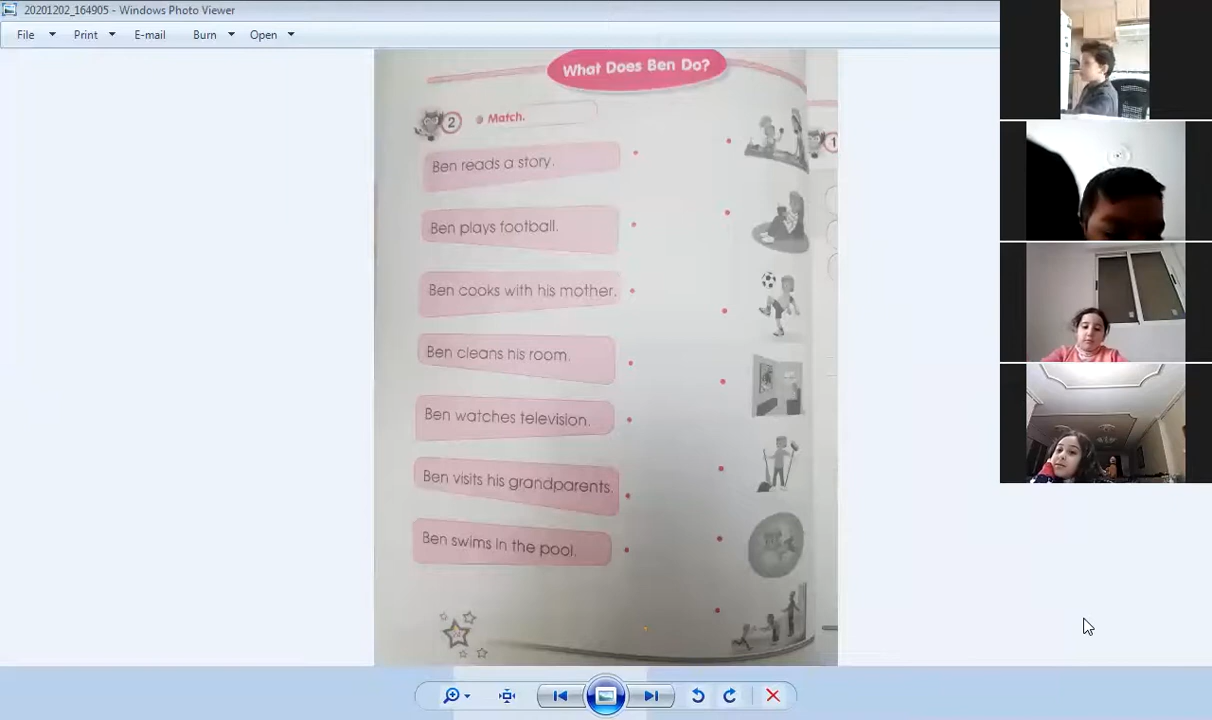 20201202_164905 - Windows Photo Viewer
File Print E-mail Burn Open
What Does Ben Do?
2 Match.
1
Ben reads a story.
Ben plays football.
Ben cooks with his mother.
Ben cleans his room.
Ben watches television.
Ben visits his grandparents.
Ben swims in the pool.